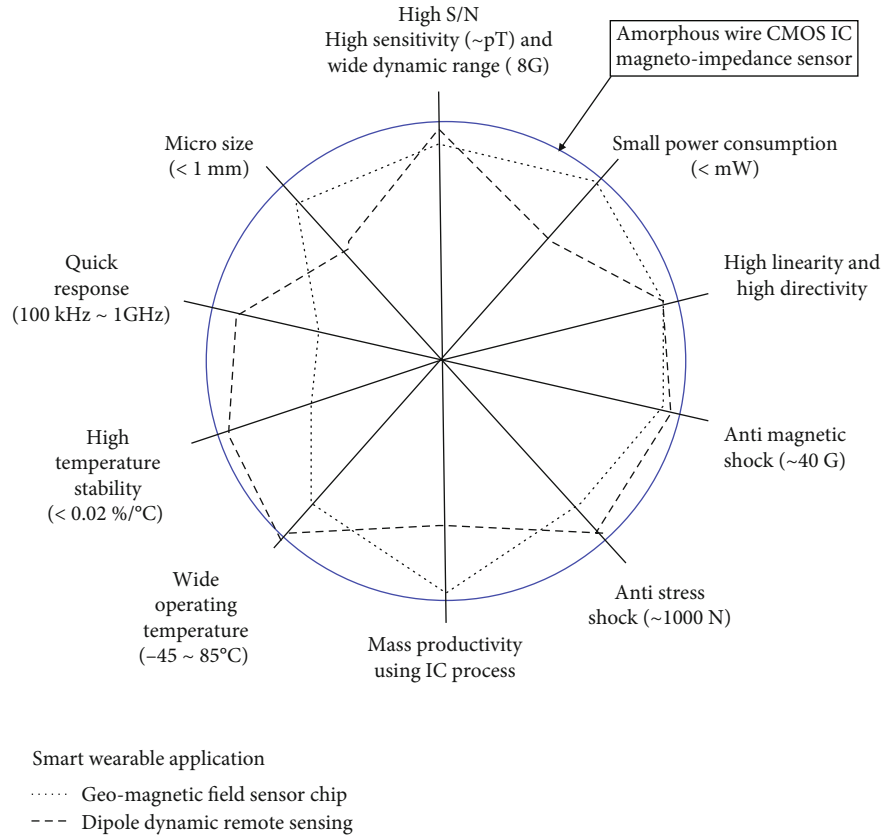 High S/N
High sensitivity (~pT) and
wide dynamic range ( 8G)
Amorphous wire CMOS IC
magneto-impedance sensor
Small power consumption
(< mW)
High linearity and
high directivity
Anti magnetic
shock (~40 G)
Anti stress
shock (~1000 N)
Mass productivity
using IC process
Wide
operating
temperature
(–45 ~ 85°C)
High
temperature
stability
(< 0.02 %/°C)
Quick
response
(100 kHz ~ 1GHz)
Micro size
(< 1 mm)
Smart wearable application
Geo-magnetic field sensor chip
Dipole dynamic remote sensing